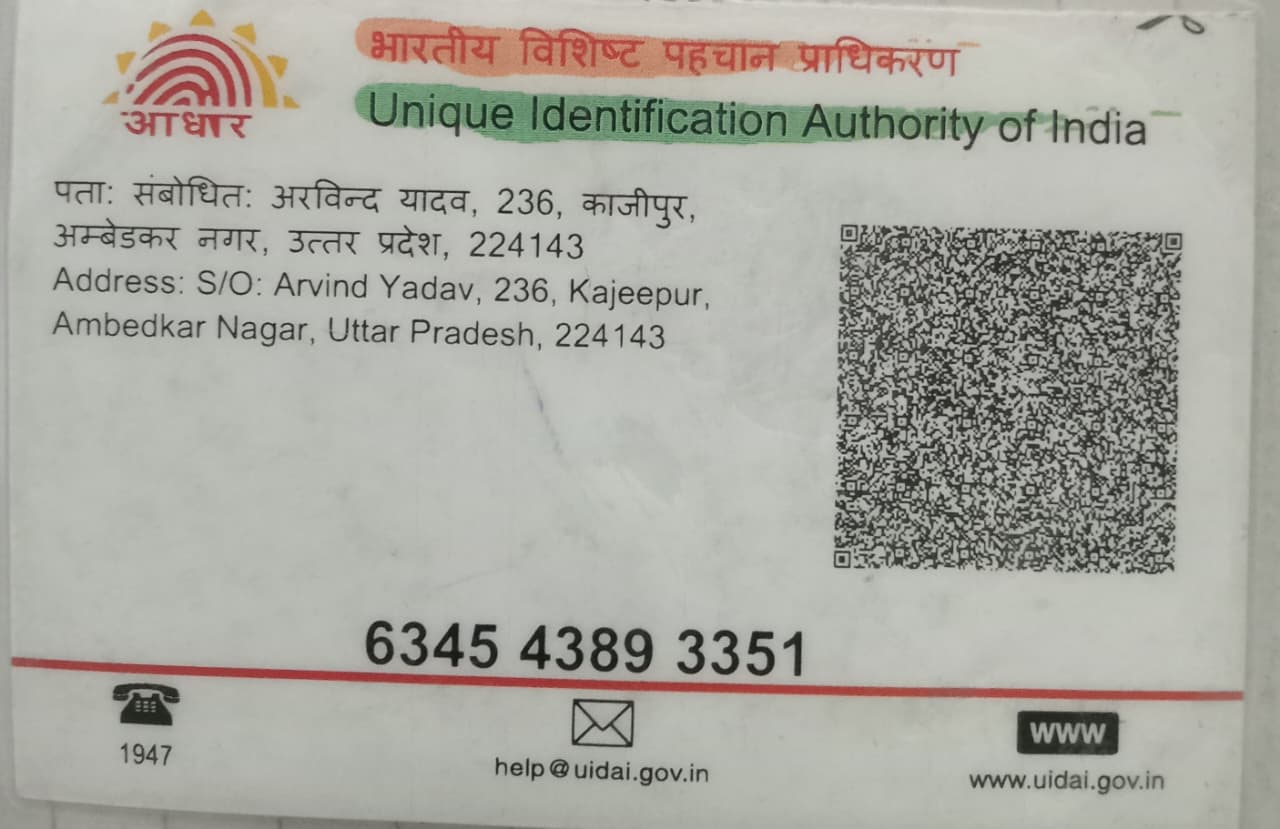 आधार
भारतीय विशिष्ट पहचान प्राधिकरण
Unique Identification Authority of India
पता: संबोधित: अरविन्द यादव, 236, काजीपुर,
अम्बेडकर नगर, उत्तर प्रदेश, 224143
Address: S/O: Arvind Yadav, 236, Kajeepur,
Ambedkar Nagar, Uttar Pradesh, 224143
6345 4389 3351
1947
help@uidai.gov.in
www
www.uidai.gov.in